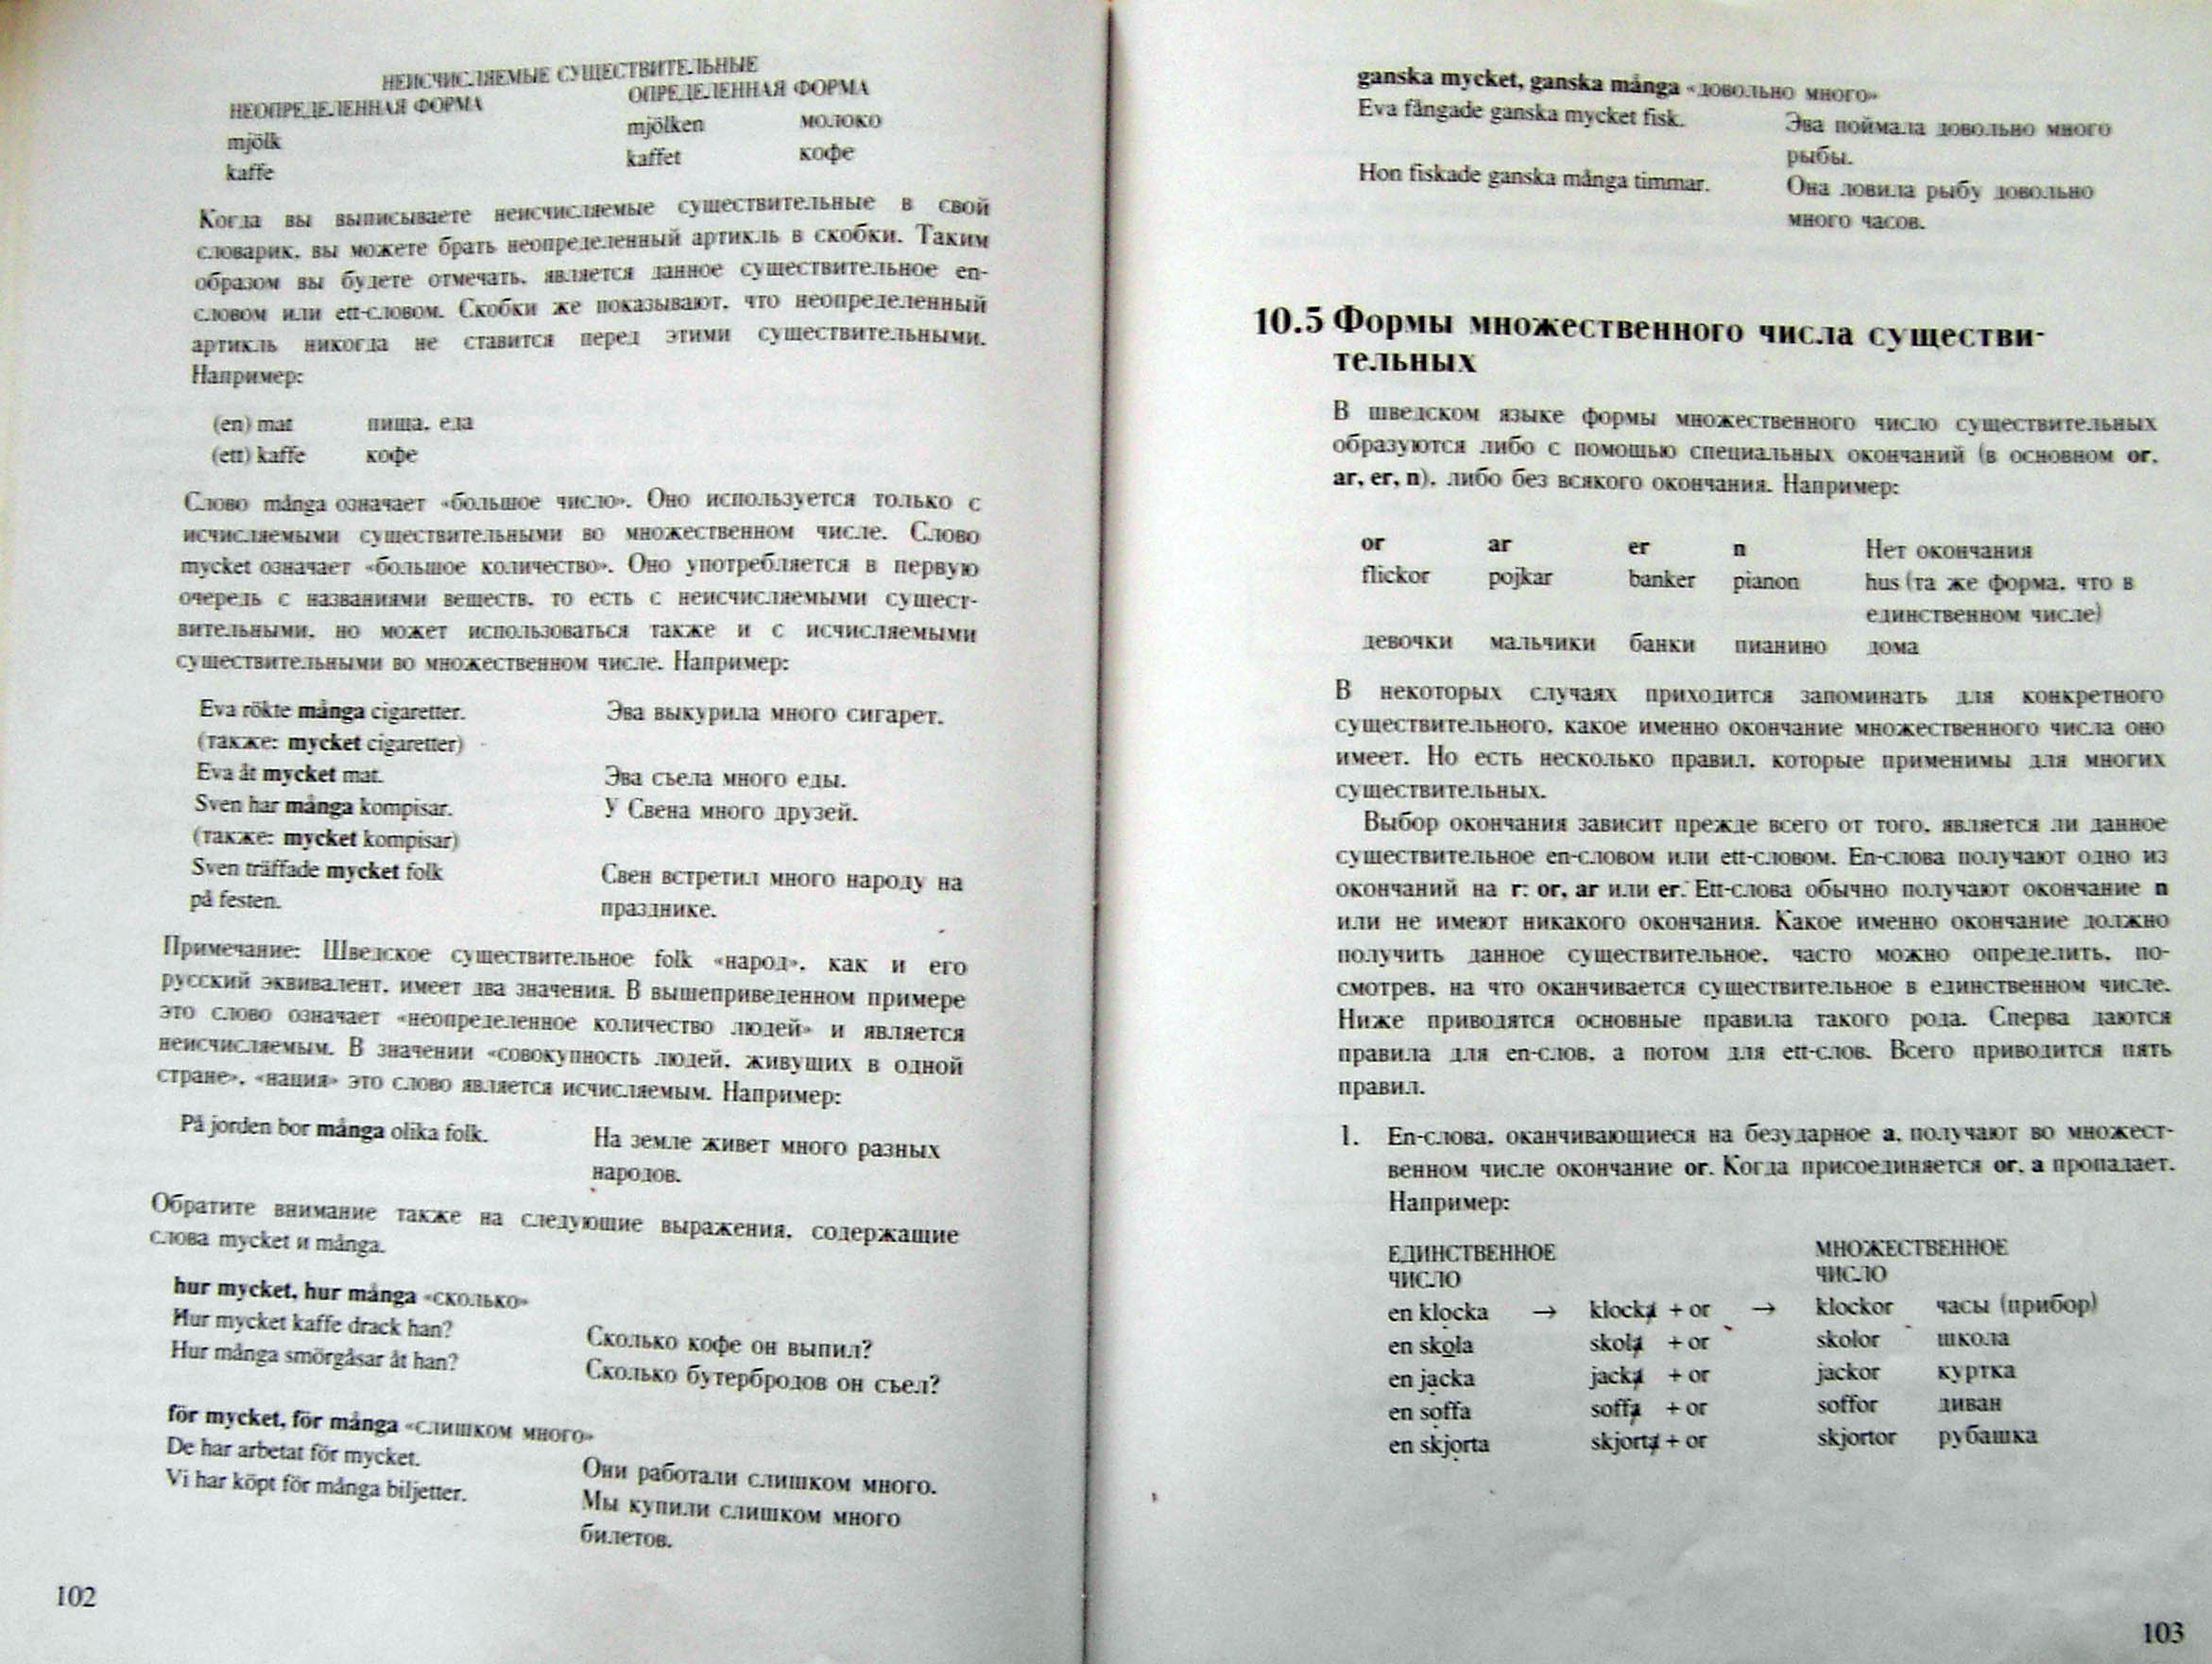 НЕИСЧИСЛЯЕМЫЕ СУЩЕСТВИТЕЛЬНЫЕ
НЕОПРЕДЕЛЕННАЯ ФОРМА ОПРЕДЕЛЕННАЯ ФОРМА
mjölk mjölken молоко
kaffe kaffet кофе
Когда вы выписываете неисчисляемые существительные в свой
словарик, вы можете брать неопределенный артикль в скобки. Таким
образом вы будете отмечать, является данное существительное en-
словом или ett-словом. Скобки же показывают, что неопределенный
артикль никогда не ставится перед этими существительными.
Например:
(en) mat пища, еда
(ett) kaffe кофе
Слово många означает «большое число». Оно используется только с
исчисляемыми существительными во множественном числе. Слово
mycket означает «большое количество». Оно употребляется в первую
очередь с названиями веществ, то есть с неисчисляемыми сущест-
вительными, но может использоваться также и с исчисляемыми
существительными во множественном числе. Например:
Eva rökte många cigaretter. Эва выкурила много сигарет.
(также: mycket cigaretter)
Eva åt mycket mat. Эва съела много еды.
Sven har många kompisar. У Свена много друзей.
(также: mycket kompisar)
Sven träffade mycket folk Свен встретил много народу на
på festen. празднике.
Примечание: Шведское существительное folk «народ», как и его
русский эквивалент, имеет два значения. В вышеприведенном примере
это слово означает «неопределенное количество людей» и является
неисчисляемым. В значении «совокупность людей, живущих в одной
стране», «нация» это слово является исчисляемым. Например:
På jorden bor många olika folk. На земле живет много разных
народов.
Обратите внимание также на следующие выражения, содержащие
слова mycket и många.
hur mycket, hur många «сколько»
Hur mycket kaffe drack han? Сколько кофе он выпил?
Hur många smörgåsar åt han? Сколько бутербродов он съел?
för mycket, för många «слишком много»
De har arbetat för mycket. Они работали слишком много.
Vi har köpt för många biljetter. Мы купили слишком много
билетов.
102
ganska mycket, ganska många «довольно много»
Eva fångade ganska mycket fisk. Эва поймала довольно много
рыбы.
Hon fiskade ganska många timmar. Она ловила рыбу довольно
много часов.
10.5 Формы множественного числа существи-
тельных
В шведском языке формы множественного число существительных
образуются либо с помощью специальных окончаний (в основном or,
ar, er, n), либо без всякого окончания. Например:
or ar er n Нет окончания
flickor pojkar banker pianon hus (та же форма, что в
единственном числе)
девочки мальчики банки пианино дома
В некоторых случаях приходится запоминать для конкретного
существительного, какое именно окончание множественного числа оно
имеет. Но есть несколько правил, которые применимы для многих
существительных.
Выбор окончания зависит прежде всего от того, является ли данное
существительное en-словом или ett-словом. En-слова получают одно из
окончаний на r: or, ar или er. Ett-слова обычно получают окончание n
или не имеют никакого окончания. Какое именно окончание должно
получить данное существительное, часто можно определить, по-
смотрев, на что оканчивается существительное в единственном числе.
Ниже приводятся основные правила такого рода. Сперва даются
правила для en-слов, а потом для ett-слов. Всего приводится пять
правил.
1. En-слова, оканчивающиеся на безударное a, получают во множест-
венном числе окончание or. Когда присоединяется or, a пропадает.
Например:
ЕДИНСТВЕННОЕ МНОЖЕСТВЕННОЕ
ЧИСЛО ЧИСЛО
en klocka → klocka + or → klockor часы (прибор)
en skola skola + or skolor школа
en jacka jacka + or jackor куртка
en soffa soffa + or soffor диван
en skjorta skjorta + or skjortor рубашка
103